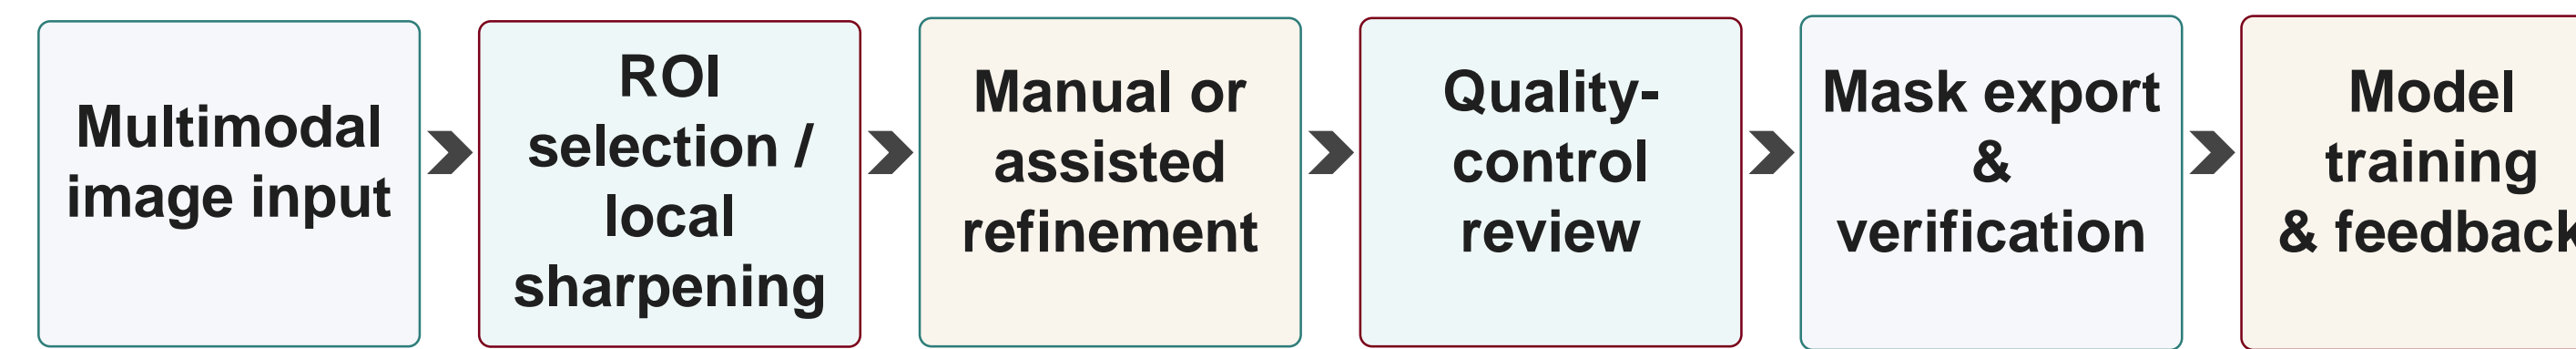 Multimodal
image input
ROI
selection /
local
sharpening
Manual or
assisted
refinement
Quality-
control
review
Mask export
&
verification
Model
training
& feedback